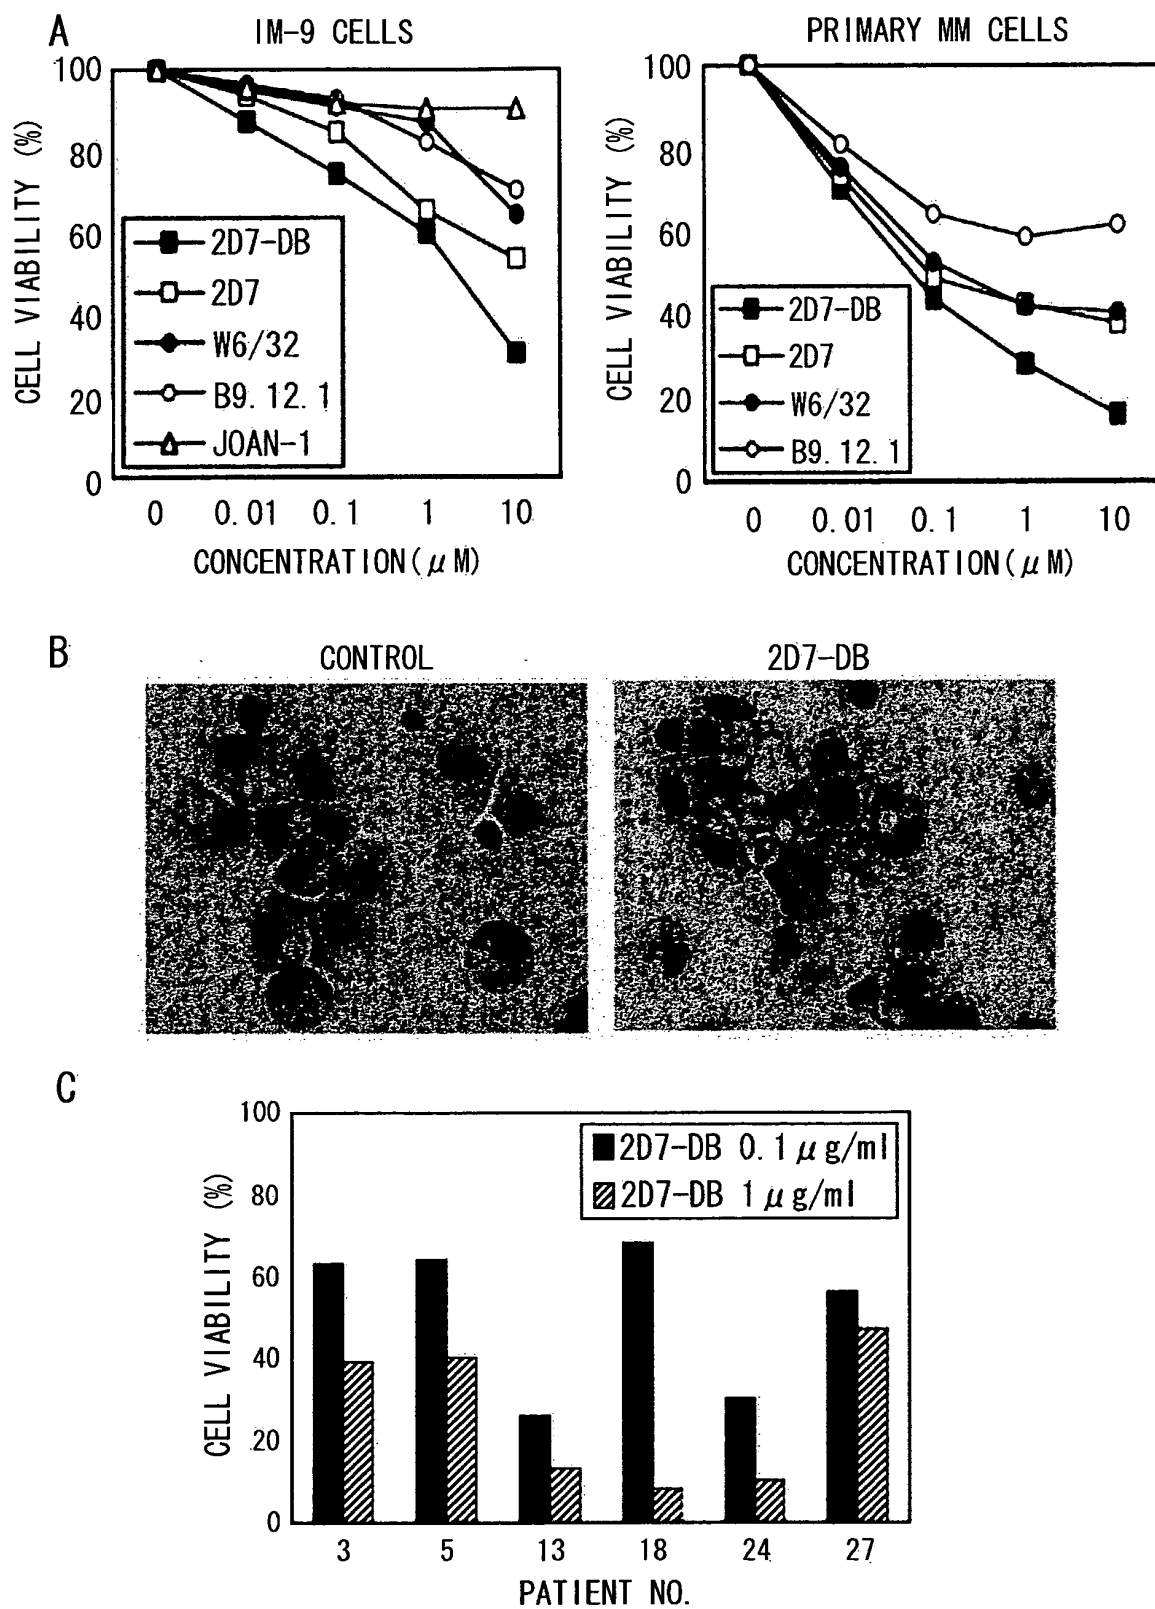 A
IM-9 CELLS
PRIMARY MM CELLS
CELL VIABILITY (%)
100
80
60
40
20
0
2D7-DB
2D7
W6/32
B9.12.1
JOAN-1
0 0.01 0.1 1 10
CONCENTRATION(μM)
CELL VIABILITY (%)
100
80
60
40
20
0
2D7-DB
2D7
W6/32
B9.12.1
0 0.01 0.1 1 10
CONCENTRATION(μM)
B
CONTROL
2D7-DB
C
CELL VIABILITY (%)
100
80
60
40
20
0
2D7-DB 0.1μg/ml
2D7-DB 1μg/ml
3 5 13 18 24 27
PATIENT NO.